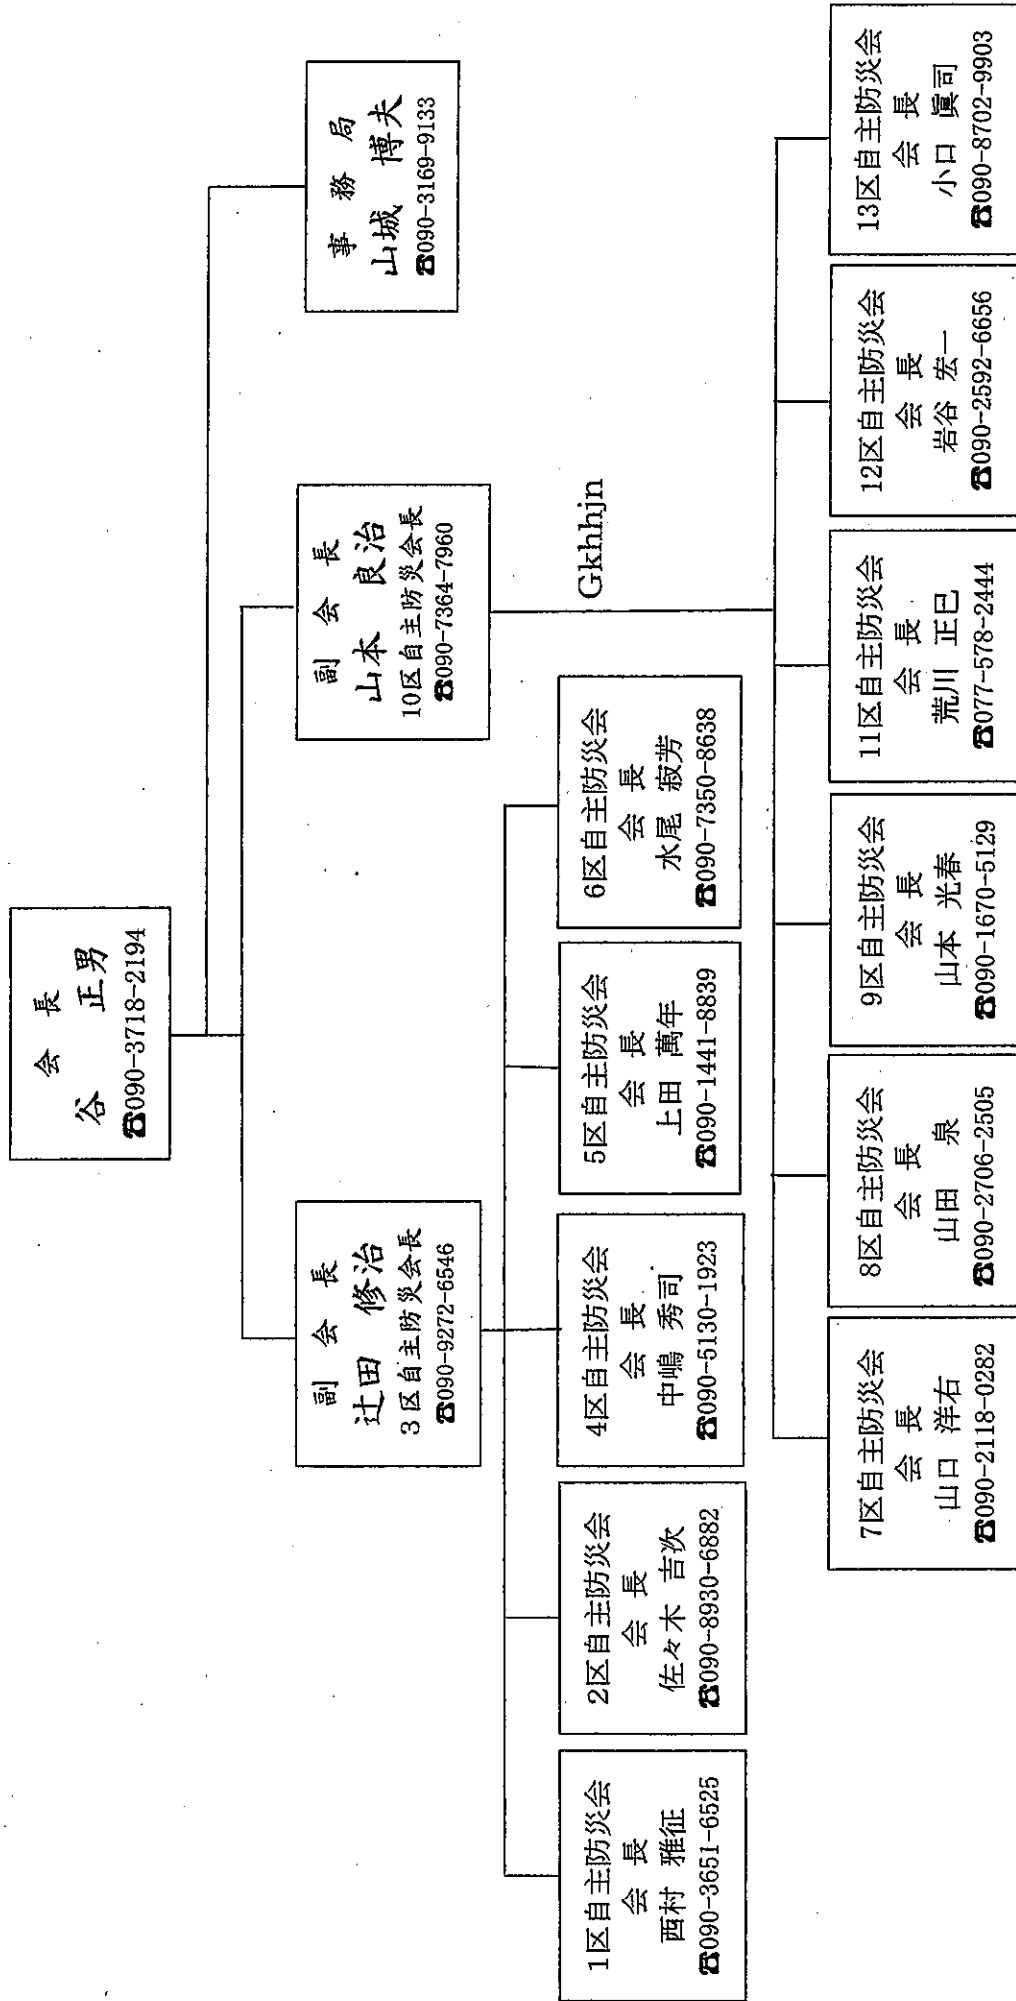 会 長
谷 正男
☎090-3718-2194
事 務 局
山城 博夫
☎090-3169-9133
副 会 長
辻田 修治
3区自主防災会長
☎090-9272-6546
副 会 長
山本 良治
10区自主防災会長
☎090-7364-7960
Gkhhjn
1区自主防災会
会 長
西村 雅征
☎090-3651-6525
2区自主防災会
会 長
佐々木 吉次
☎090-8930-6882
4区自主防災会
会 長
中嶋 秀司
☎090-5130-1923
5区自主防災会
会 長
上田 萬年
☎090-1441-8839
6区自主防災会
会 長
水尾 寂芳
☎090-7350-8638
7区自主防災会
会 長
山口 洋右
☎090-2118-0282
8区自主防災会
会 長
山田 泉
☎090-2706-2505
9区自主防災会
会 長
山本 光春
☎090-1670-5129
11区自主防災会
会 長
荒川 正巳
☎077-578-2444
12区自主防災会
会 長
岩谷 宏一
☎090-2592-6656
13区自主防災会
会 長
小口 眞司
☎090-8702-9903